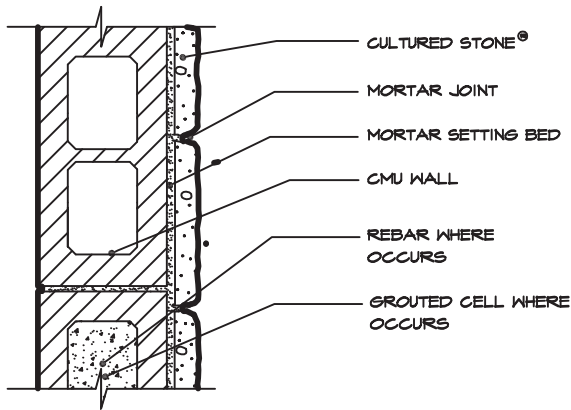 CULTURED STONE®
MORTAR JOINT
MORTAR SETTING BED
CMU WALL
REBAR WHERE
OCCURS
GROUTED CELL WHERE
OCCURS